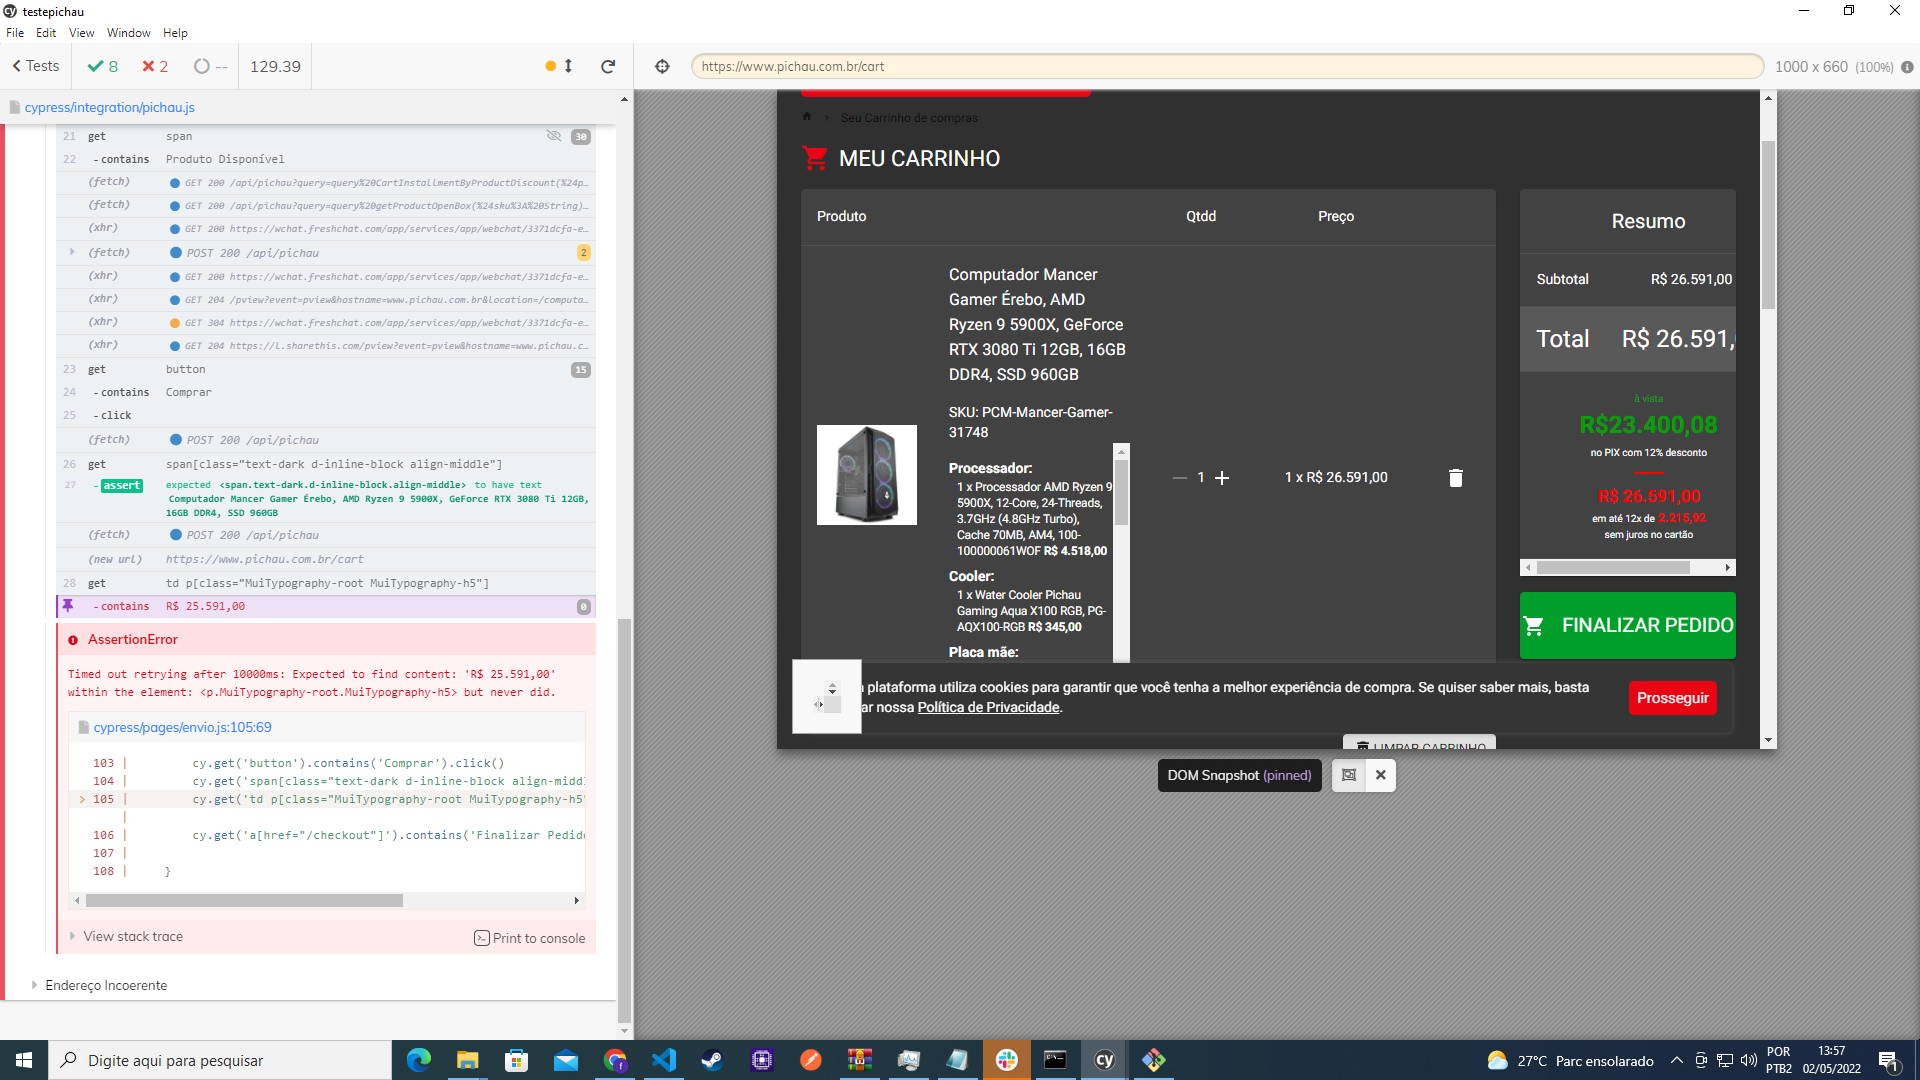 testepichau
File Edit View Window Help
Tests 8 2 -- 129.39
https://www.pichau.com.br/cart
1000 x 660 (100%)
cypress/integration/pichau.js
21 get span 30
22 - contains Produto Disponível
(fetch) GET 200 /api/pichau?query=query%20CartInstallmentByProductDiscount(%24p…
(fetch) GET 200 /api/pichau?query=query%20getProductOpenBox(%24sku%3A%20String)…
(xhr) GET 200 https://wchat.freshchat.com/app/services/app/webchat/3371dcfa-e…
(fetch) POST 200 /api/pichau 2
(xhr) GET 200 https://wchat.freshchat.com/app/services/app/webchat/3371dcfa-e…
(xhr) GET 204 /pview?event=pview&hostname=www.pichau.com.br&location=/computa…
(xhr) GET 304 https://wchat.freshchat.com/app/services/app/webchat/3371dcfa-e…
(xhr) GET 204 https://l.sharethis.com/pview?event=pview&hostname=www.pichau.c…
23 get button 15
24 - contains Comprar
25 - click
(fetch) POST 200 /api/pichau
26 get span[class="text-dark d-inline-block align-middle"]
27 - assert expected <span.text-dark.d-inline-block.align-middle> to have text
Computador Mancer Gamer Érebo, AMD Ryzen 9 5900X, GeForce RTX 3080 Ti 12GB,
16GB DDR4, SSD 960GB
(fetch) POST 200 /api/pichau
(new url) https://www.pichau.com.br/cart
28 get td p[class="MuiTypography-root MuiTypography-h5"]
- contains R$ 25.591,00 0
AssertionError
Timed out retrying after 10000ms: Expected to find content: 'R$ 25.591,00'
within the element: <p.MuiTypography-root.MuiTypography-h5> but never did.
cypress/pages/envio.js:105:69
103 | cy.get('button').contains('Comprar').click()
104 | cy.get('span[class="text-dark d-inline-block align-middl
> 105 | cy.get('td p[class="MuiTypography-root MuiTypography-h5"
|
106 | cy.get('a[href="/checkout"]').contains('Finalizar Pedido
107 |
108 | }
View stack trace
Print to console
Endereço Incoerente
Seu Carrinho de compras
MEU CARRINHO
Produto Qtdd Preço
Computador Mancer
Gamer Érebo, AMD
Ryzen 9 5900X, GeForce
RTX 3080 Ti 12GB, 16GB
DDR4, SSD 960GB
SKU: PCM-Mancer-Gamer-
31748
Processador:
1 x Processador AMD Ryzen 9
5900X, 12-Core, 24-Threads,
3.7GHz (4.8GHz Turbo),
Cache 70MB, AM4, 100-
100000061WOF R$ 4.518,00
Cooler:
1 x Water Cooler Pichau
Gaming Aqua X100 RGB, PG-
AQX100-RGB R$ 345,00
Placa mãe:
1
1 x R$ 26.591,00
Resumo
Subtotal R$ 26.591,00
Total R$ 26.591,
à vista
R$23.400,08
no PIX com 12% desconto
R$ 26.591,00
em até 12x de 2.215,92
sem juros no cartão
FINALIZAR PEDIDO
plataforma utiliza cookies para garantir que você tenha a melhor experiência de compra. Se quiser saber mais, basta
ar nossa Política de Privacidade.
Prosseguir
LIMPAR CARRINHO
DOM Snapshot (pinned)
Digite aqui para pesquisar
27°C Parc ensolarado
POR
PTB2
13:57
02/05/2022
1